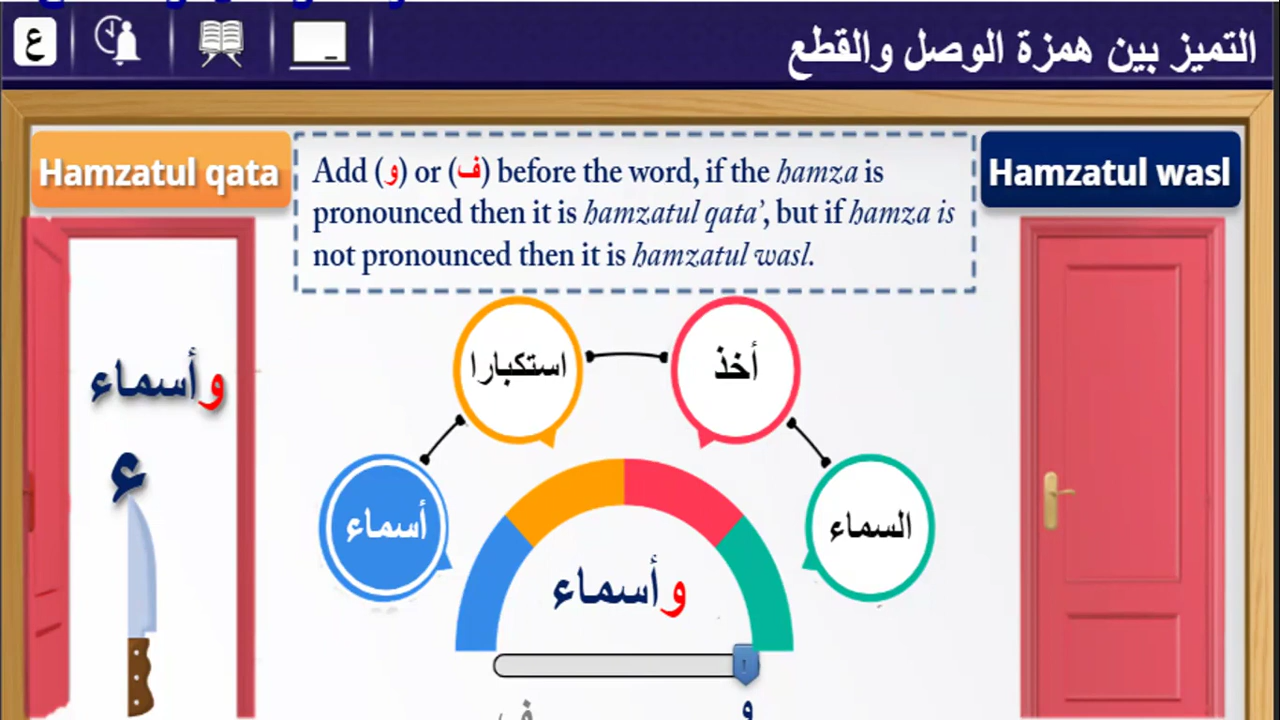 ع
التميز بين همزة الوصل والقطع
Hamzatul qata
Add (و) or (ف) before the word, if the hamza is
pronounced then it is hamzatul qata’, but if hamza is
not pronounced then it is hamzatul wasl.
Hamzatul wasl
وأسماء
ء
استكبارا
أخذ
أسماء
السماء
وأسماء
ف
و